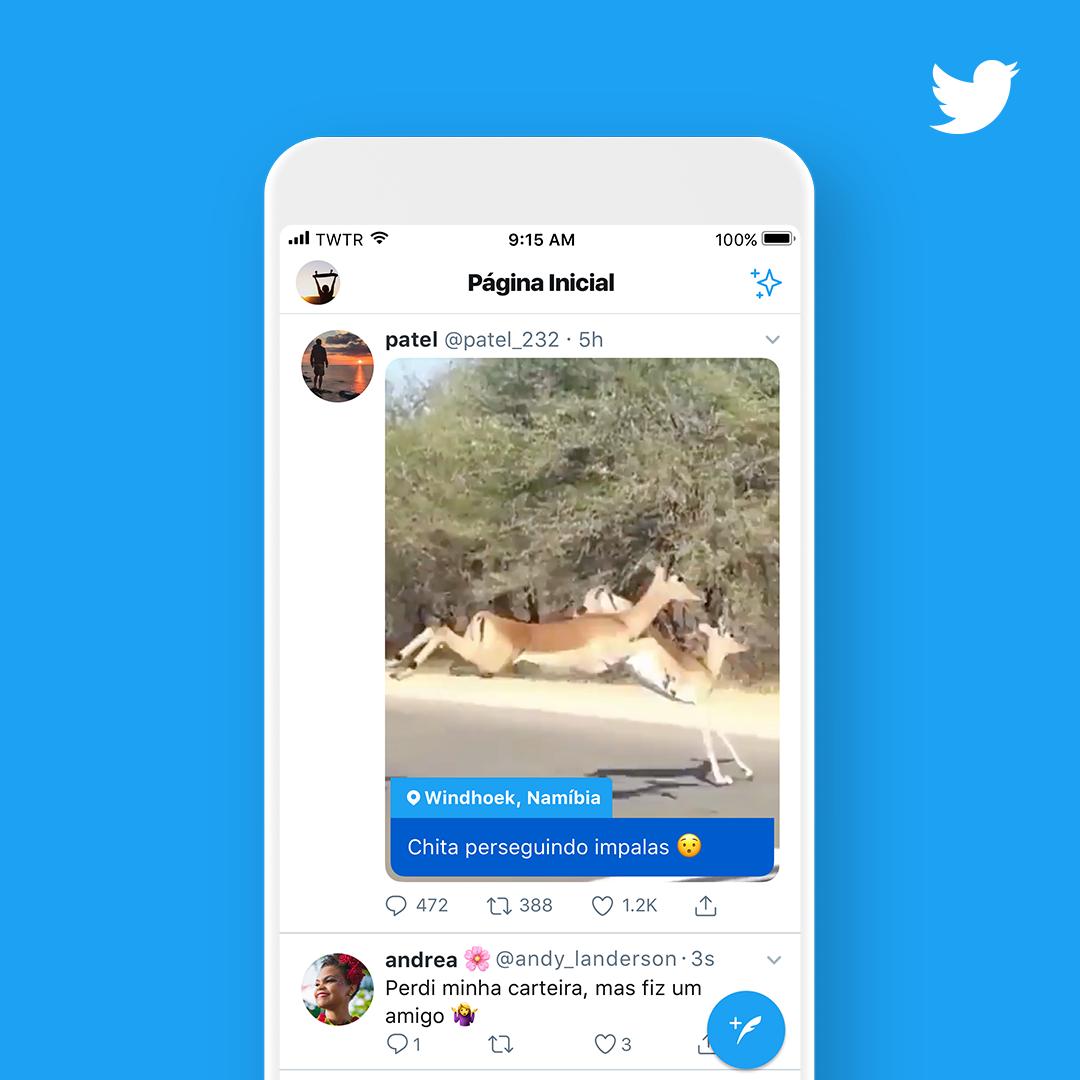 TWTR 9:15 AM 100%
Página Inicial
patel @patel_232 · 5h
Windhoek, Namíbia
Chita perseguindo impalas 😯
472 388 1.2K
andrea 🌸 @andy_landerson · 3s
Perdi minha carteira, mas fiz um
amigo 🤷‍♀️
1 3